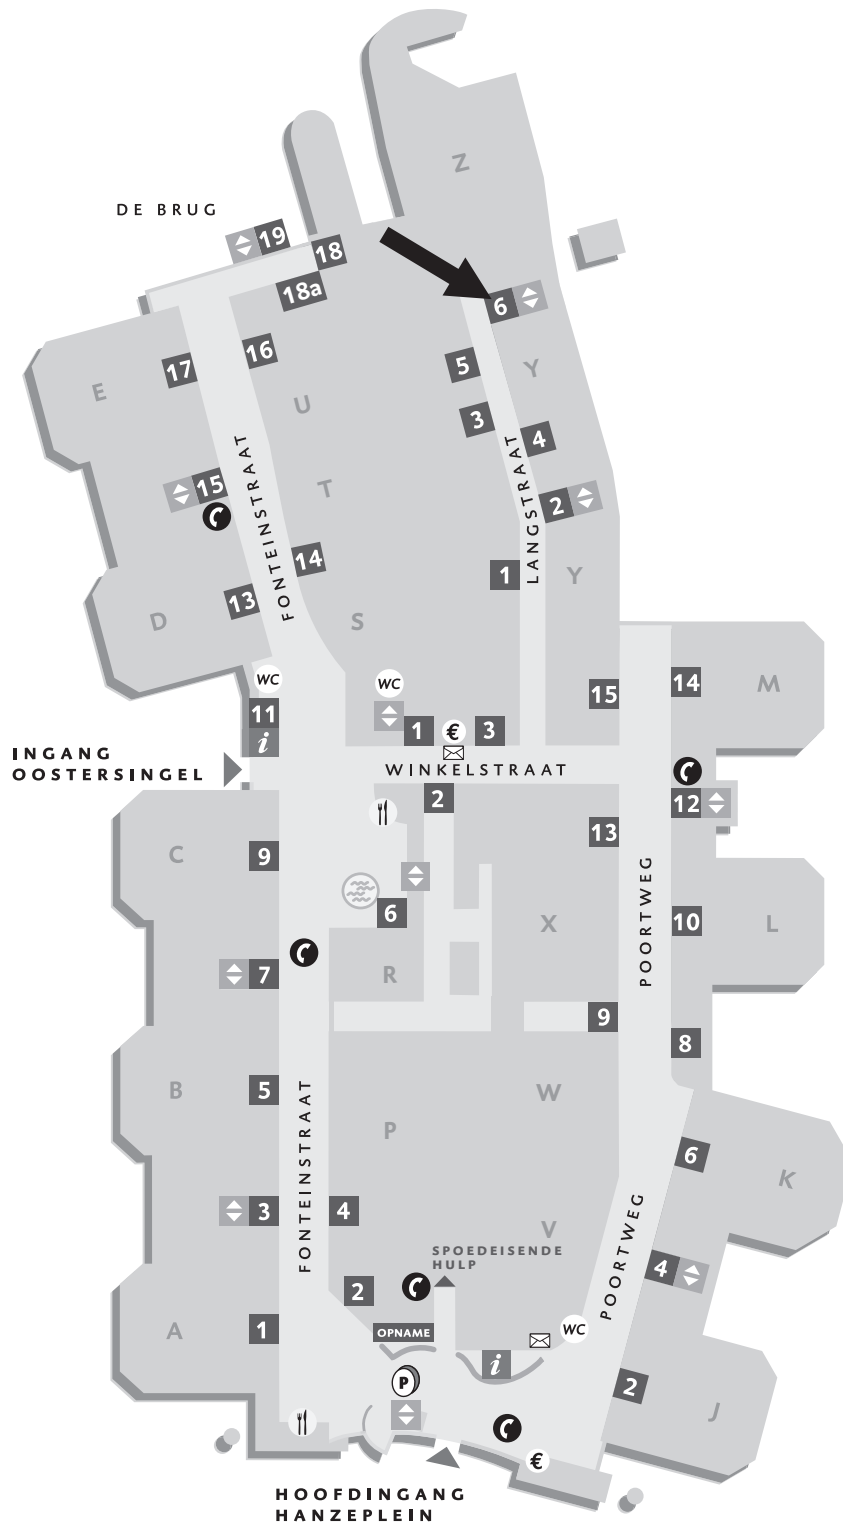 Z
DE BRUG
19
18
18a
6
17
16
5
Y
E
U
3
4
15
T
2
FONTEINSTRAAT
LANGSTRAAT
14
1
Y
13
D
S
WC
WC
15
14
M
11
i
1
€
3
INGANG
OOSTERSINGEL
WINKELSTRAAT
2
12
13
C
9
6
X
10
L
POORTWEG
7
R
9
8
B
5
P
W
6
K
FONTEINSTRAAT
3
4
V
POORTWEG
SPOEDEISENDE
HULP
4
2
A
1
OPNAME
WC
i
P
2
J
€
HOOFDINGANG
HANZEPLEIN